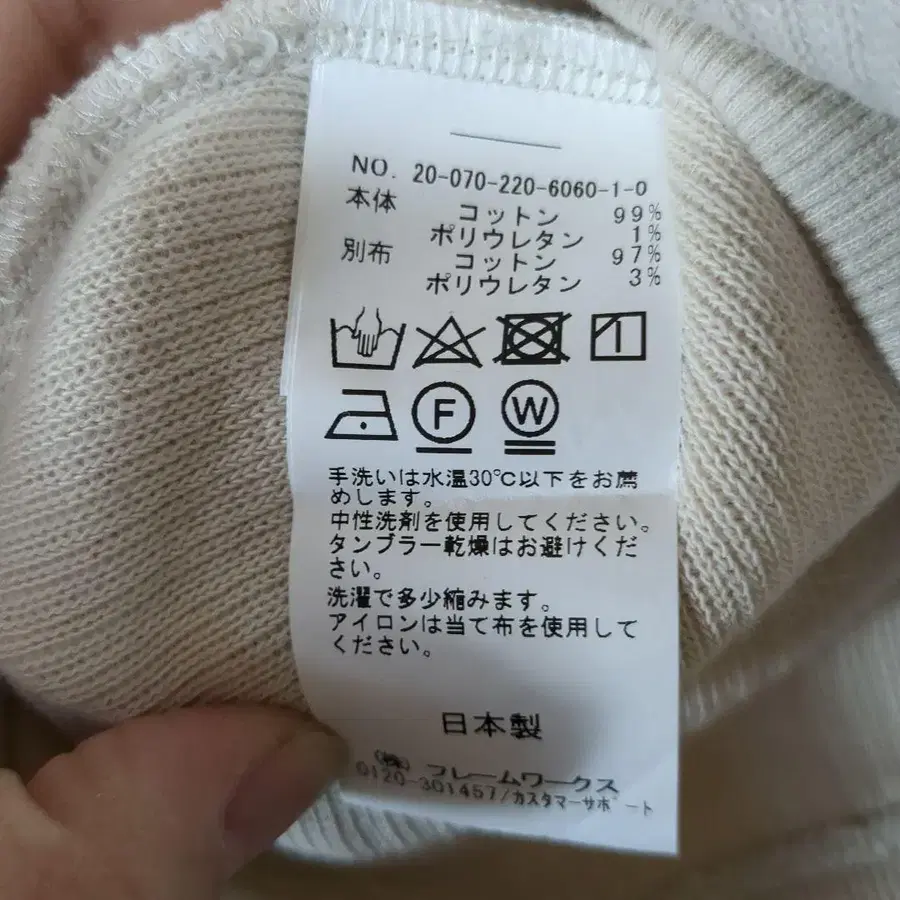 NO. 20-070-220-6060-1-0
本体 コットン 99%
ポリウレタン 1%
別布 コットン 97%
ポリウレタン 3%
F W
手洗いは水温30℃以下をお薦
めします。
中性洗剤を使用してください。
タンブラー乾燥はお避けくだ
さい。
洗濯で多少縮みます。
アイロンは当て布を使用して
ください。
日本製
(株) フレームワークス
0120-301457/カスタマーサポート